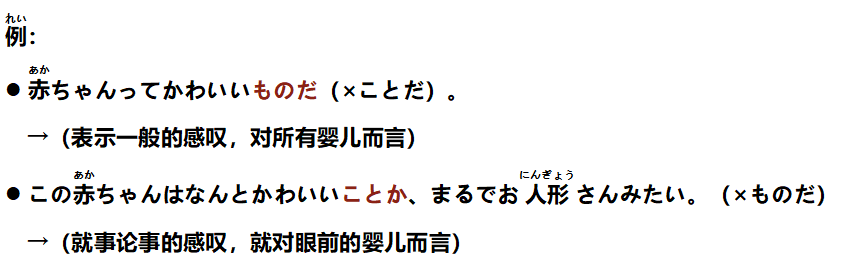 れい
例：
あか
● 赤ちゃんってかわいいものだ（×ことだ）。
→（表示一般的感叹，对所有婴儿而言）
あか　にんぎょう
● この赤ちゃんはなんとかわいいことか、まるでお人形さんみたい。（×ものだ）
→（就事论事的感叹，就对眼前的婴儿而言）